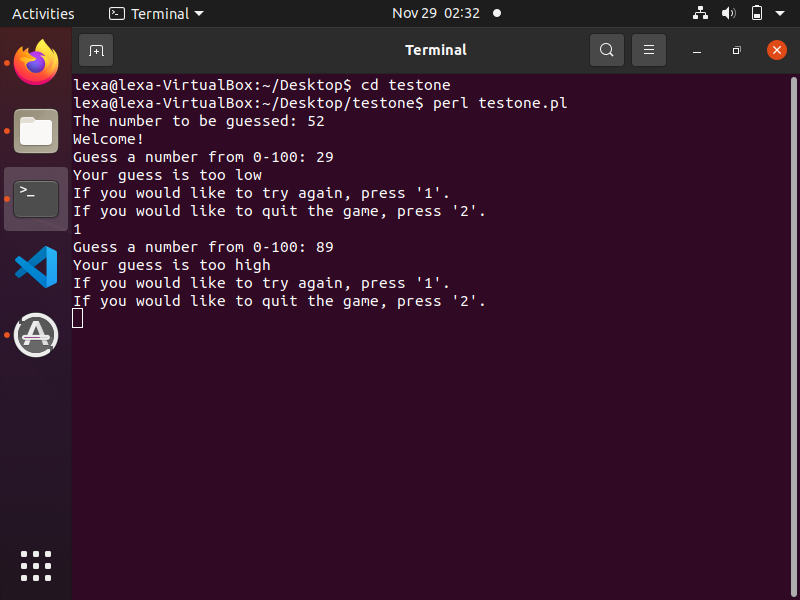 Activities
Terminal
Nov 29 02:32
Terminal
lexa@lexa-VirtualBox:~/Desktop$ cd testone
lexa@lexa-VirtualBox:~/Desktop/testone$ perl testone.pl
The number to be guessed: 52
Welcome!
Guess a number from 0-100: 29
Your guess is too low
If you would like to try again, press '1'.
If you would like to quit the game, press '2'.
1
Guess a number from 0-100: 89
Your guess is too high
If you would like to try again, press '1'.
If you would like to quit the game, press '2'.